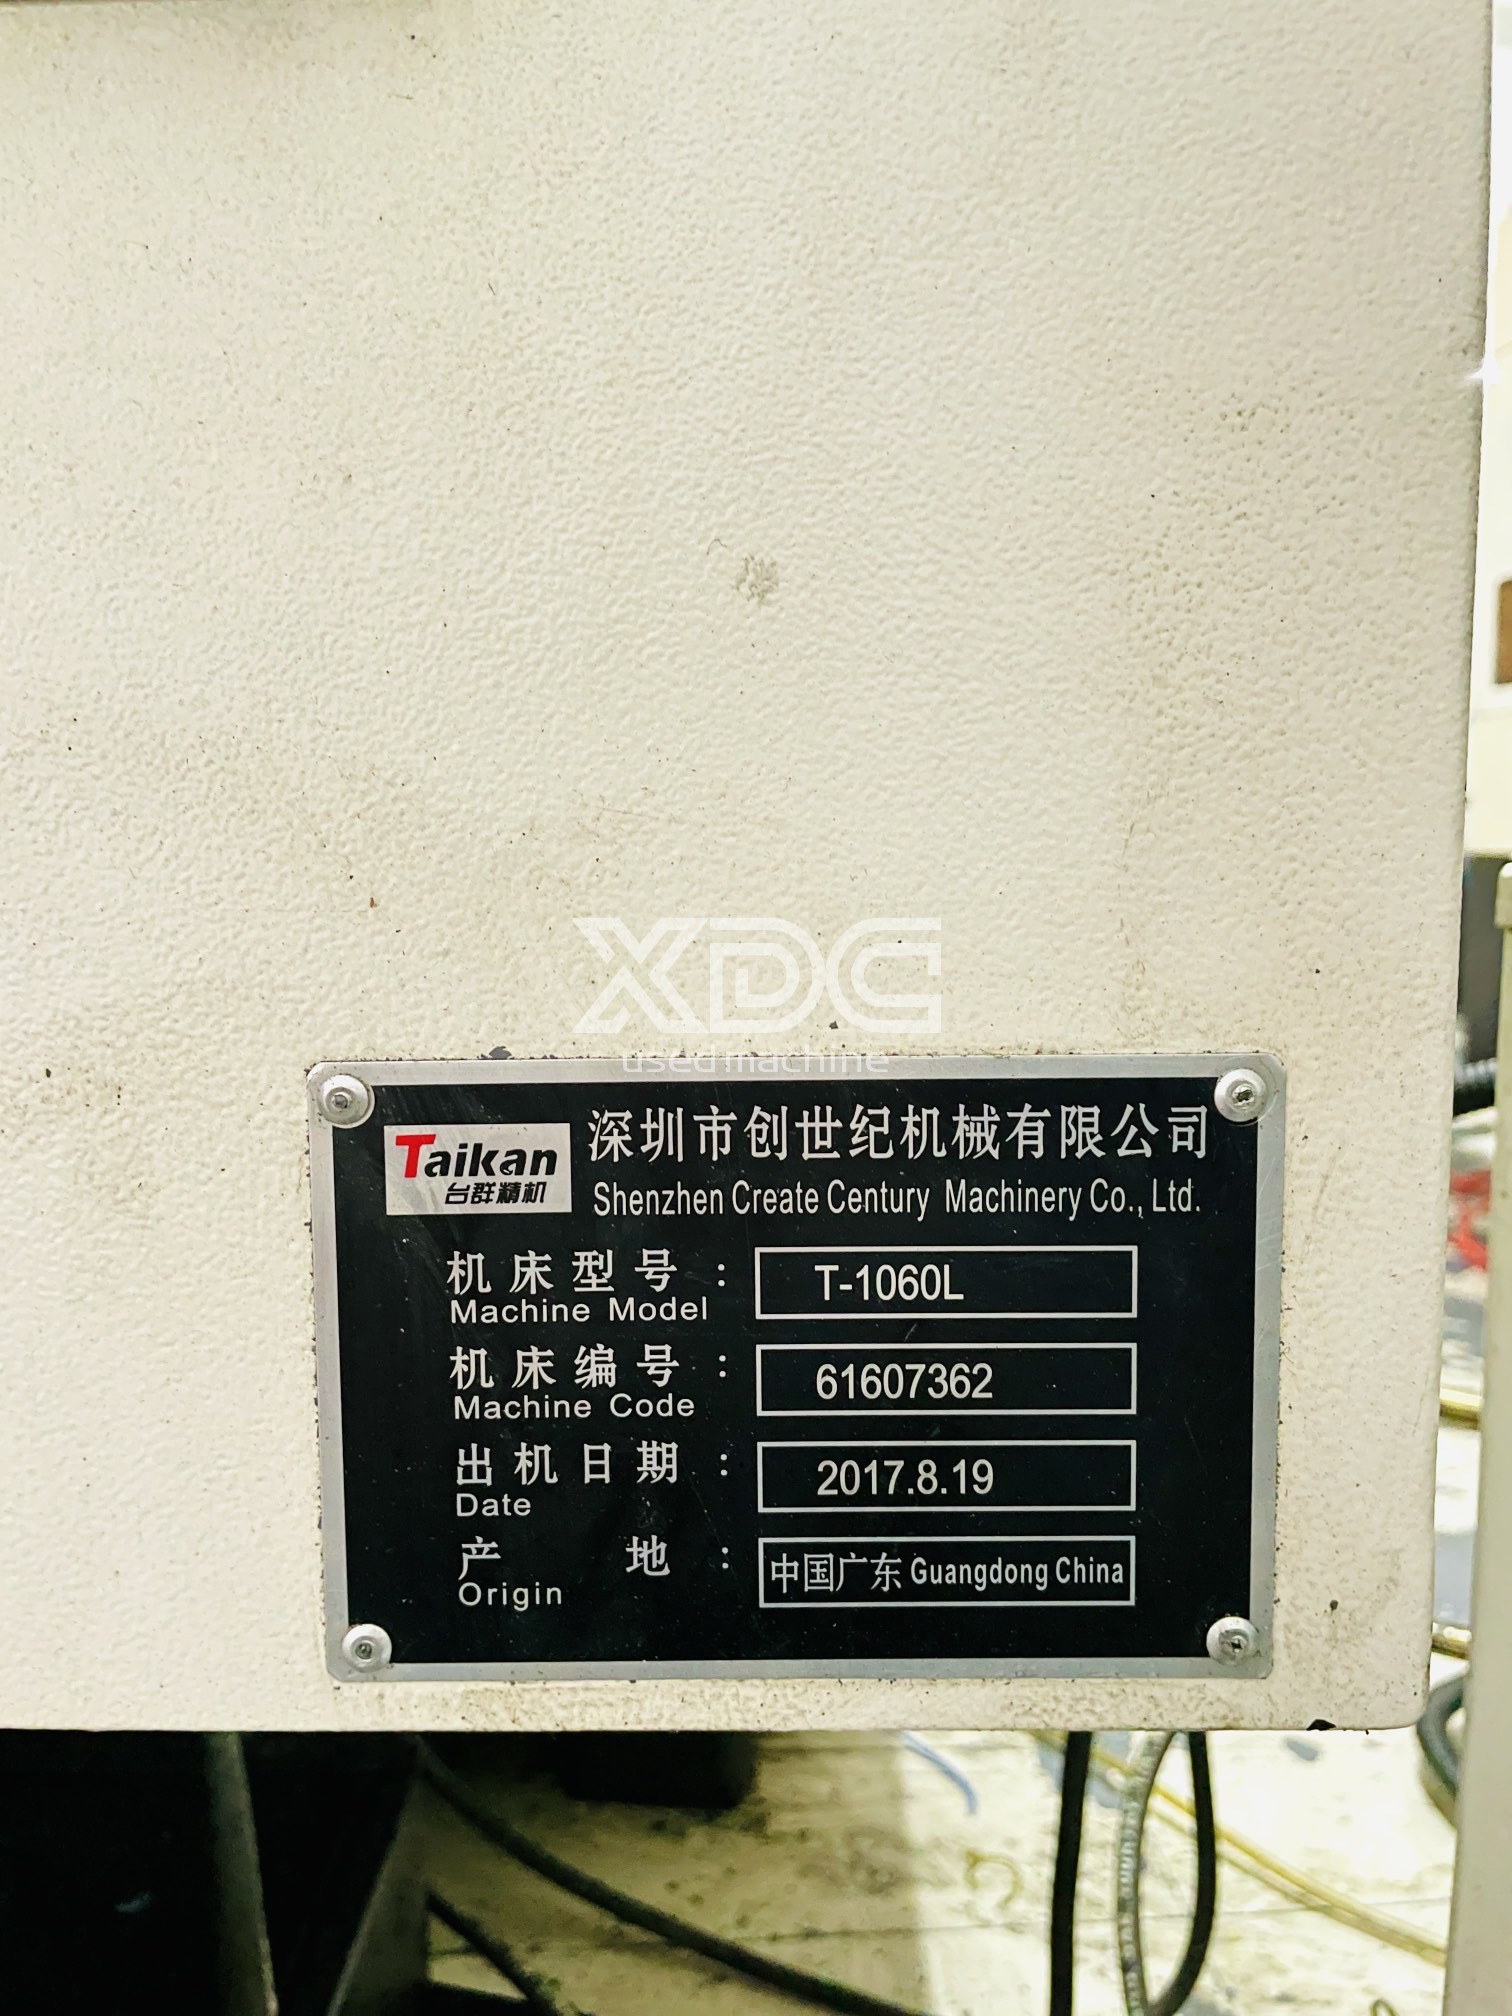 XDC
used machine
Taikan
台群精机
深圳市创世纪机械有限公司
Shenzhen Create Century Machinery Co., Ltd.
机床型号: T-1060L
Machine Model
机床编号: 61607362
Machine Code
出机日期: 2017.8.19
Date
产地: 中国广东 Guangdong China
Origin